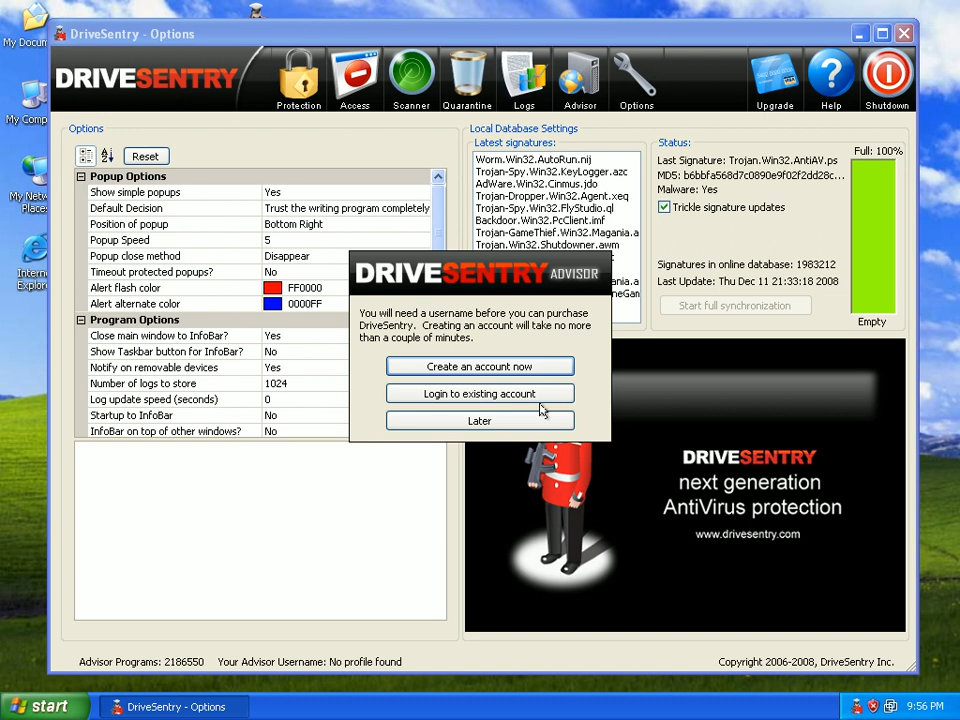 My Docum
My Comp
My Netw
Places
Intern
Explore
DriveSentry - Options
DRIVESENTRY
Protection
Access
Scanner
Quarantine
Logs
Advisor
Options
Upgrade
Help
Shutdown
Options
Reset
Popup Options
Show simple popups Yes
Default Decision Trust the writing program completely
Position of popup Bottom Right
Popup Speed 5
Popup close method Disappear
Timeout protected popups? No
Alert flash color FF0000
Alert alternate color 0000FF
Program Options
Close main window to InfoBar? Yes
Show Taskbar button for InfoBar? No
Notify on removable devices Yes
Number of logs to store 1024
Log update speed (seconds) 0
Startup to InfoBar No
InfoBar on top of other windows? No
Local Database Settings
Latest signatures:
Worm.Win32.AutoRun.nij
Trojan-Spy.Win32.KeyLogger.azc
AdWare.Win32.Cinmus.jdo
Trojan-Dropper.Win32.Agent.xeq
Trojan-Spy.Win32.FlyStudio.ql
Backdoor.Win32.PcClient.imf
Trojan-GameThief.Win32.Magania.a
Trojan.Win32.Shutdowner.awm
Status:
Last Signature: Trojan.Win32.AntiAV.ps
MD5: b6bbfa568d7c0890e9f02f2dd28c...
Malware: Yes
Trickle signature updates
Signatures in online database: 1983212
Last Update: Thu Dec 11 21:33:18 2008
Start full synchronization
Full: 100%
Empty
DRIVESENTRY ADVISOR
You will need a username before you can purchase
DriveSentry. Creating an account will take no more
than a couple of minutes.
Create an account now
Login to existing account
Later
DRIVESENTRY
next generation
AntiVirus protection
www.drivesentry.com
Advisor Programs: 2186550 Your Advisor Username: No profile found
Copyright 2006-2008, DriveSentry Inc.
start
DriveSentry - Options
9:56 PM